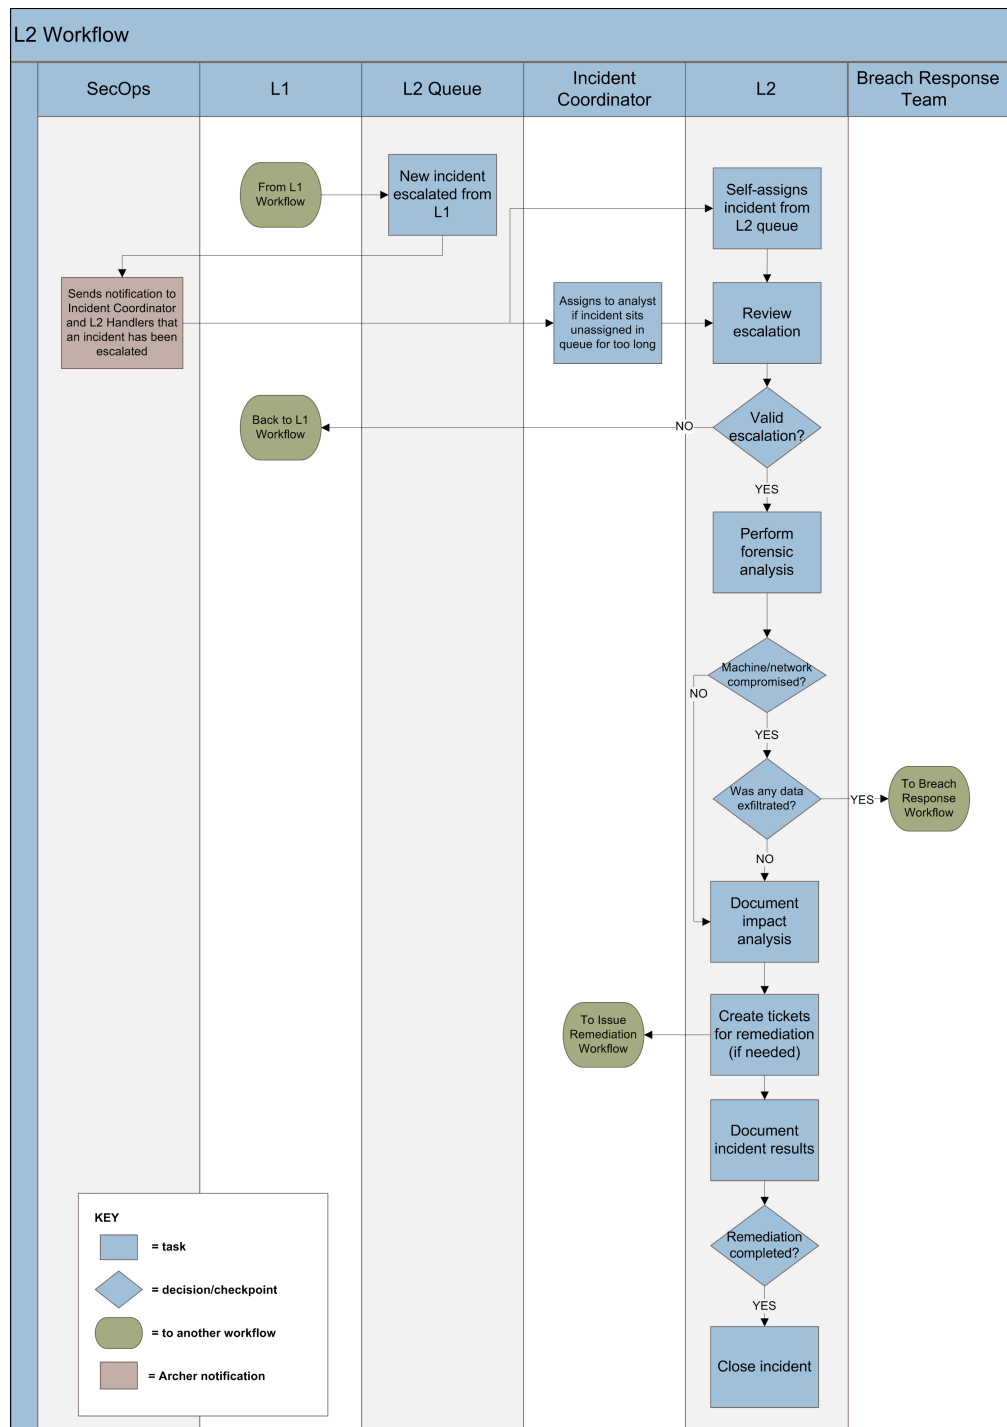 L2 Workflow
SecOps
L1
L2 Queue
Incident
Coordinator
L2
Breach Response
Team
From L1
Workflow
New incident
escalated from
L1
Self-assigns
incident from
L2 queue
Sends notification to
Incident Coordinator
and L2 Handlers that
an incident has been
escalated
Assigns to analyst
if incident sits
unassigned in
queue for too long
Review
escalation
Back to L1
Workflow
NO
Valid
escalation?
YES
Perform
forensic
analysis
Machine/network
compromised?
NO
YES
Was any data
exfiltrated?
YES
To Breach
Response
Workflow
NO
Document
impact
analysis
To Issue
Remediation
Workflow
Create tickets
for remediation
(if needed)
Document
incident results
Remediation
completed?
YES
Close incident
KEY
= task
= decision/checkpoint
= to another workflow
= Archer notification